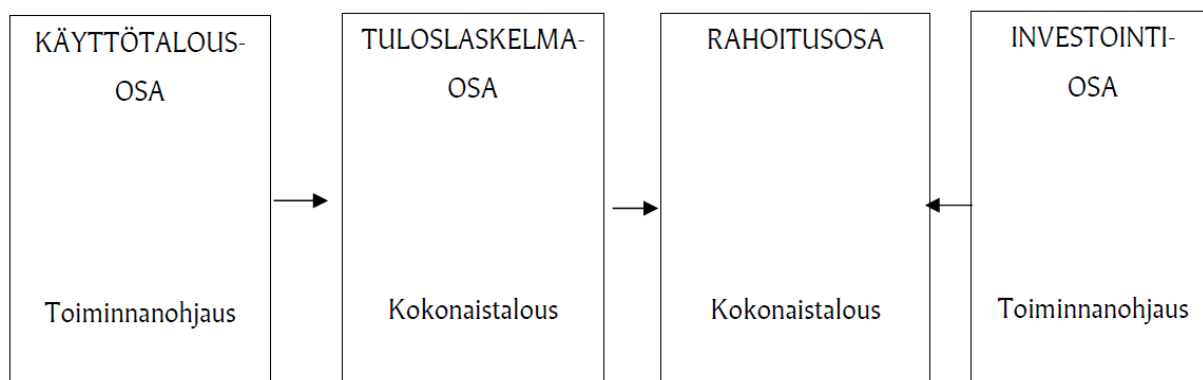 KÄYTTÖTALOUS-
OSA
Toiminnanohjaus
TULOSLASKELMA-
OSA
Kokonaistalous
RAHOITUSOSA
Kokonaistalous
INVESTOINTI-
OSA
Toiminnanohjaus